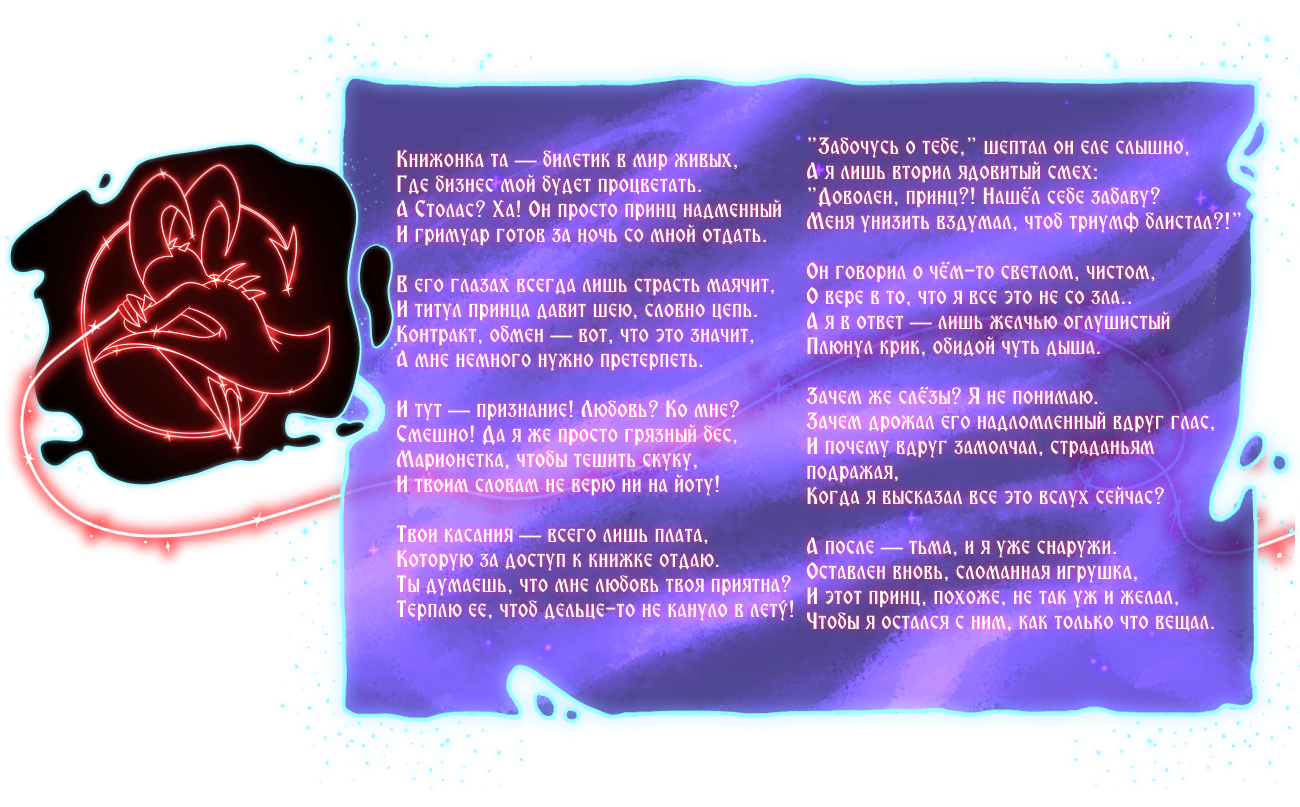 Книжонка та — билетик в мир живых,
Где бизнес мой будет процветать.
А Столас? Ха! Он просто принц надменный
И гримуар готов за ночь со мной отдать.
В его глазах всегда лишь страсть маячит,
И титул принца давит шею, словно цепь.
Контракт, обмен — вот, что это значит,
А мне немного нужно претерпеть.
И тут — признание! Любовь? Ко мне?
Смешно! Да я же просто грязный бес,
Марионетка, чтобы тешить скуку,
И твоим словам не верю ни на йоту!
Твои касания — всего лишь плата,
Которую за доступ к книжке отдаю.
Ты думаешь, что мне любовь твоя приятна?
Терплю ее, чтоб дельце-то не кануло в лету́!
"Забочусь о тебе," шептал он еле слышно,
А я лишь вторил ядовитый смех:
"Доволен, принц?! Нашёл себе забаву?
Меня унизить вздумал, чтоб триумф блистал?!"
Он говорил о чём-то светлом, чистом,
О вере в то, что я все это не со зла..
А я в ответ — лишь желчью оглушистый
Плюнул крик, обидой чуть дыша.
Зачем же слёзы? Я не понимаю.
Зачем дрожал его надломленный вдруг глас,
И почему вдруг замолчал, страданьям
подражая,
Когда я высказал все это вслух сейчас?
А после — тьма, и я уже снаружи.
Оставлен вновь, сломанная игрушка,
И этот принц, похоже, не так уж и желал,
Чтобы я остался с ним, как только что вещал.